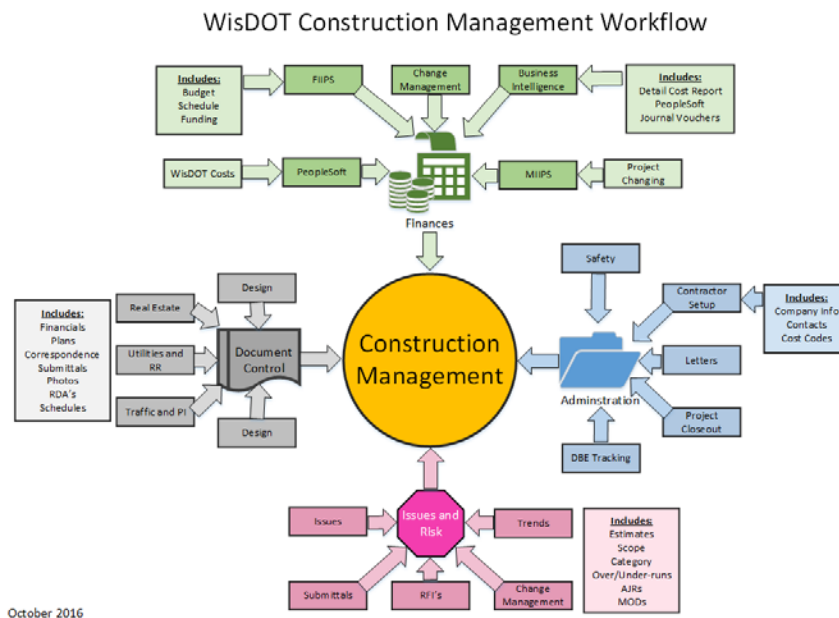 WisDOT Construction Management Workflow
Includes:
Budget
Schedule
Funding
FIIPS
Change
Management
Business
Intelligence
Includes:
Detail Cost Report
PeopleSoft
Journal Vouchers
WisDOT Costs
PeopleSoft
MIIPS
Project
Changing
Finances
Safety
Design
Real Estate
Contractor
Setup
Includes:
Company Info
Contacts
Cost Codes
Includes:
Financials
Plans
Correspondence
Submittals
Photos
RDA's
Schedules
Utilities and
RR
Document
Control
Construction
Management
Letters
Adminstration
Traffic and PI
Design
Project
Closeout
DBE Tracking
Issues
Issues and
Risk
Trends
Includes:
Estimates
Scope
Category
Over/Under-runs
AJRs
MODs
Submittals
RFI's
Change
Management
October 2016